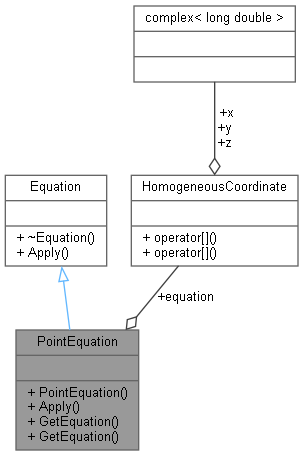 complex< long double >
+x
+y
+z
Equation
+ ~Equation()
+ Apply()
HomogeneousCoordinate
+ operator[]()
+ operator[]()
+equation
PointEquation
+ PointEquation()
+ Apply()
+ GetEquation()
+ GetEquation()